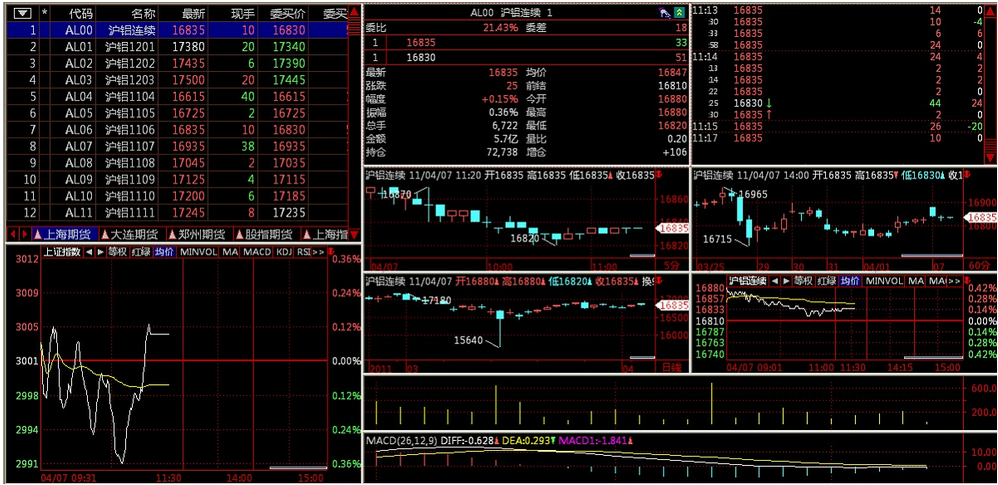 * 代码 名称 最新 现手 委买价 委买
1 AL00 沪铝连续 16835 10 16830
2 AL01 沪铝1201 17380 20 17340
3 AL02 沪铝1202 17435 6 17390
4 AL03 沪铝1203 17500 20 17445
5 AL04 沪铝1104 16615 40 16615
6 AL05 沪铝1105 16725 2 16725
7 AL06 沪铝1106 16835 10 16830
8 AL07 沪铝1107 16935 38 16935
9 AL08 沪铝1108 17045 2 17035
10 AL09 沪铝1109 17125 4 17115
11 AL10 沪铝1110 17200 6 17185
12 AL11 沪铝1111 17245 8 17235
上海期货 大连期货 郑州期货 股指期货 上海指
上证指数 等权 红绿 均价 MINVOL MA MACD KDJ RSI >>
3012 0.36%
3009 0.24%
3005 0.12%
3001 0.00%
2998 0.12%
2994 0.24%
2991 0.36%
04/07 09:31 11:30 14:00 15:00
AL00 沪铝连续 1
委比 21.43% 委差 18
1 16835 33
1 16830 51
最新 16835 均价 16847
涨跌 25 前结 16810
幅度 +0.15% 今开 16880
振幅 0.36% 最高 16880
总手 6,722 最低 16820
金额 5.7亿 量比 0.20
持仓 72,738 增仓 +106
11:13 16835 14 0
:30 16835 10 -4
:33 16835 6 6
:58 16835 24 0
11:14 16835 24 4
:13 16835 2 2
:14 16835 2 2
:22 16835 2 2
:25 16830↓ 44 24
:30 16835↑ 2 0
11:15 16835 26 -20
11:17 16835 10 0
沪铝连续 11/04/07 11:20 开16835 高16835 低16835 收16835
16870
16820
16860
16835
16820
04/07 10:00 11:00 5分
沪铝连续 11/04/07 14:00 开16835 高16835 低16830 收1
16965
16715
16900
16835
16800
03/25 29 30 31 04/01 07 60分
沪铝连续 11/04/07 开16880 高16880 低16820 收16835 换
17180
15640
16835
16500
16000
2011 03 04 日线
沪铝连续 等权 红绿 均价 MINVOL MA MA >>
16880 0.42%
16857 0.28%
16833 0.14%
16810 0.00%
16787 0.14%
16763 0.28%
16740 0.42%
04/07 09:01 11:00 11:30 14:15 15:00
600.0
200.0
MACD(26,12,9) DIFF:-0.628 DEA:0.293 MACD1:-1.841
10.00
0.00